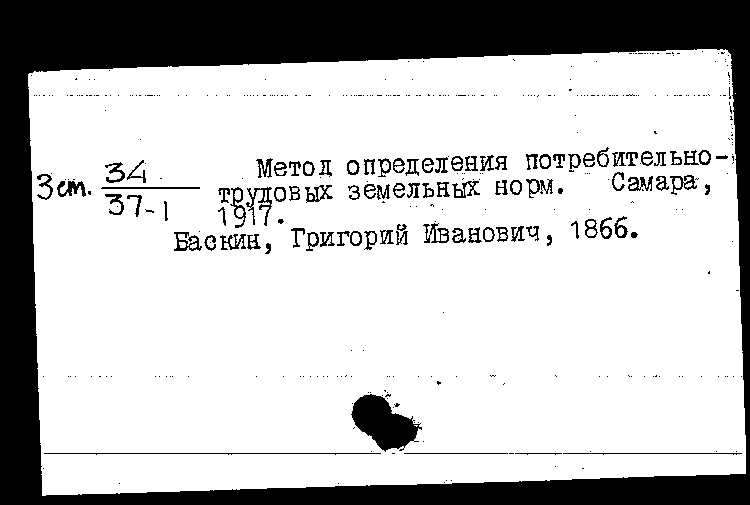 Зст. 34 Метод определения потребительно-
37-1 трудовых земельных норм. Самара,
1917.
Баскин, Григорий Иванович, 1866.